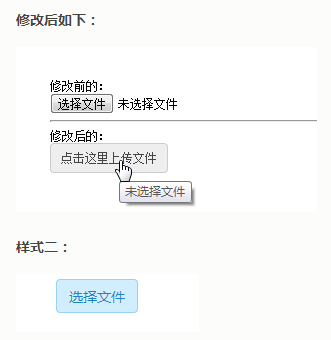 修改后如下：
修改前的：
选择文件 未选择文件
修改后的：
点击这里上传文件
未选择文件
样式二：
选择文件